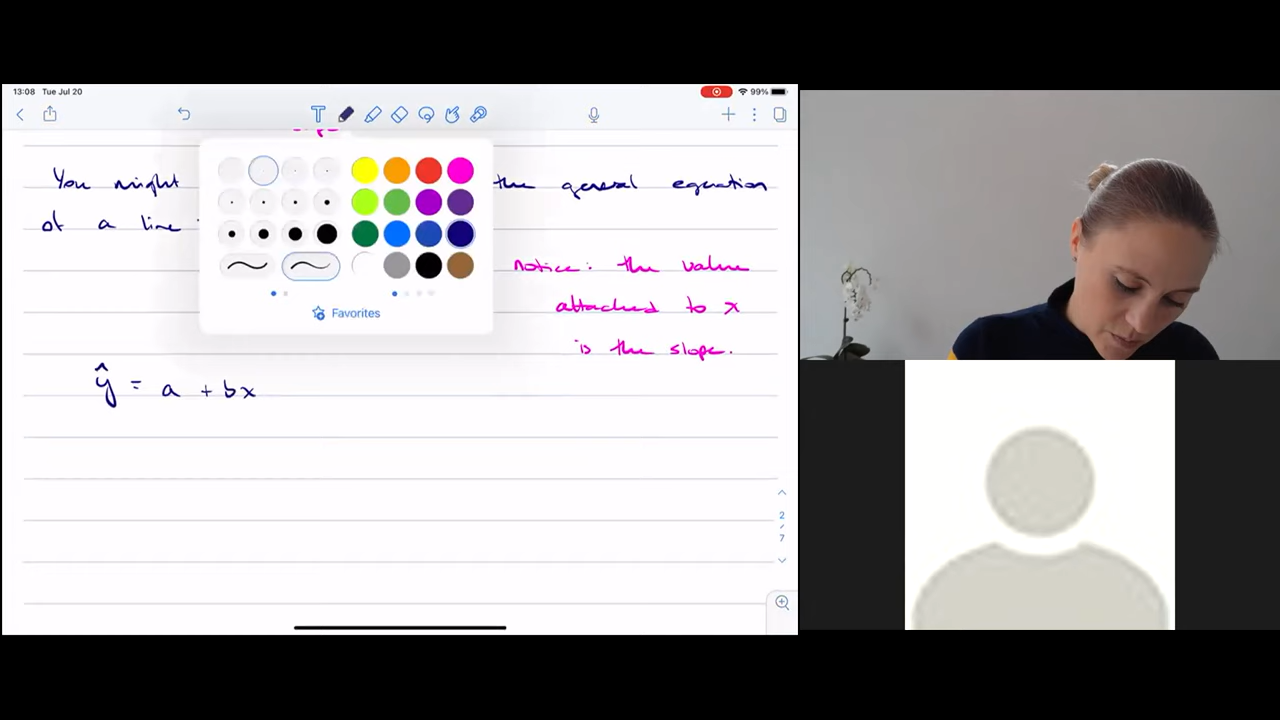 13:08 Tue Jul 20
99%
You might the general equation
of a line
notice: the value
attached to x
is the slope.
Favorites
ŷ = a + bx
2
/
7